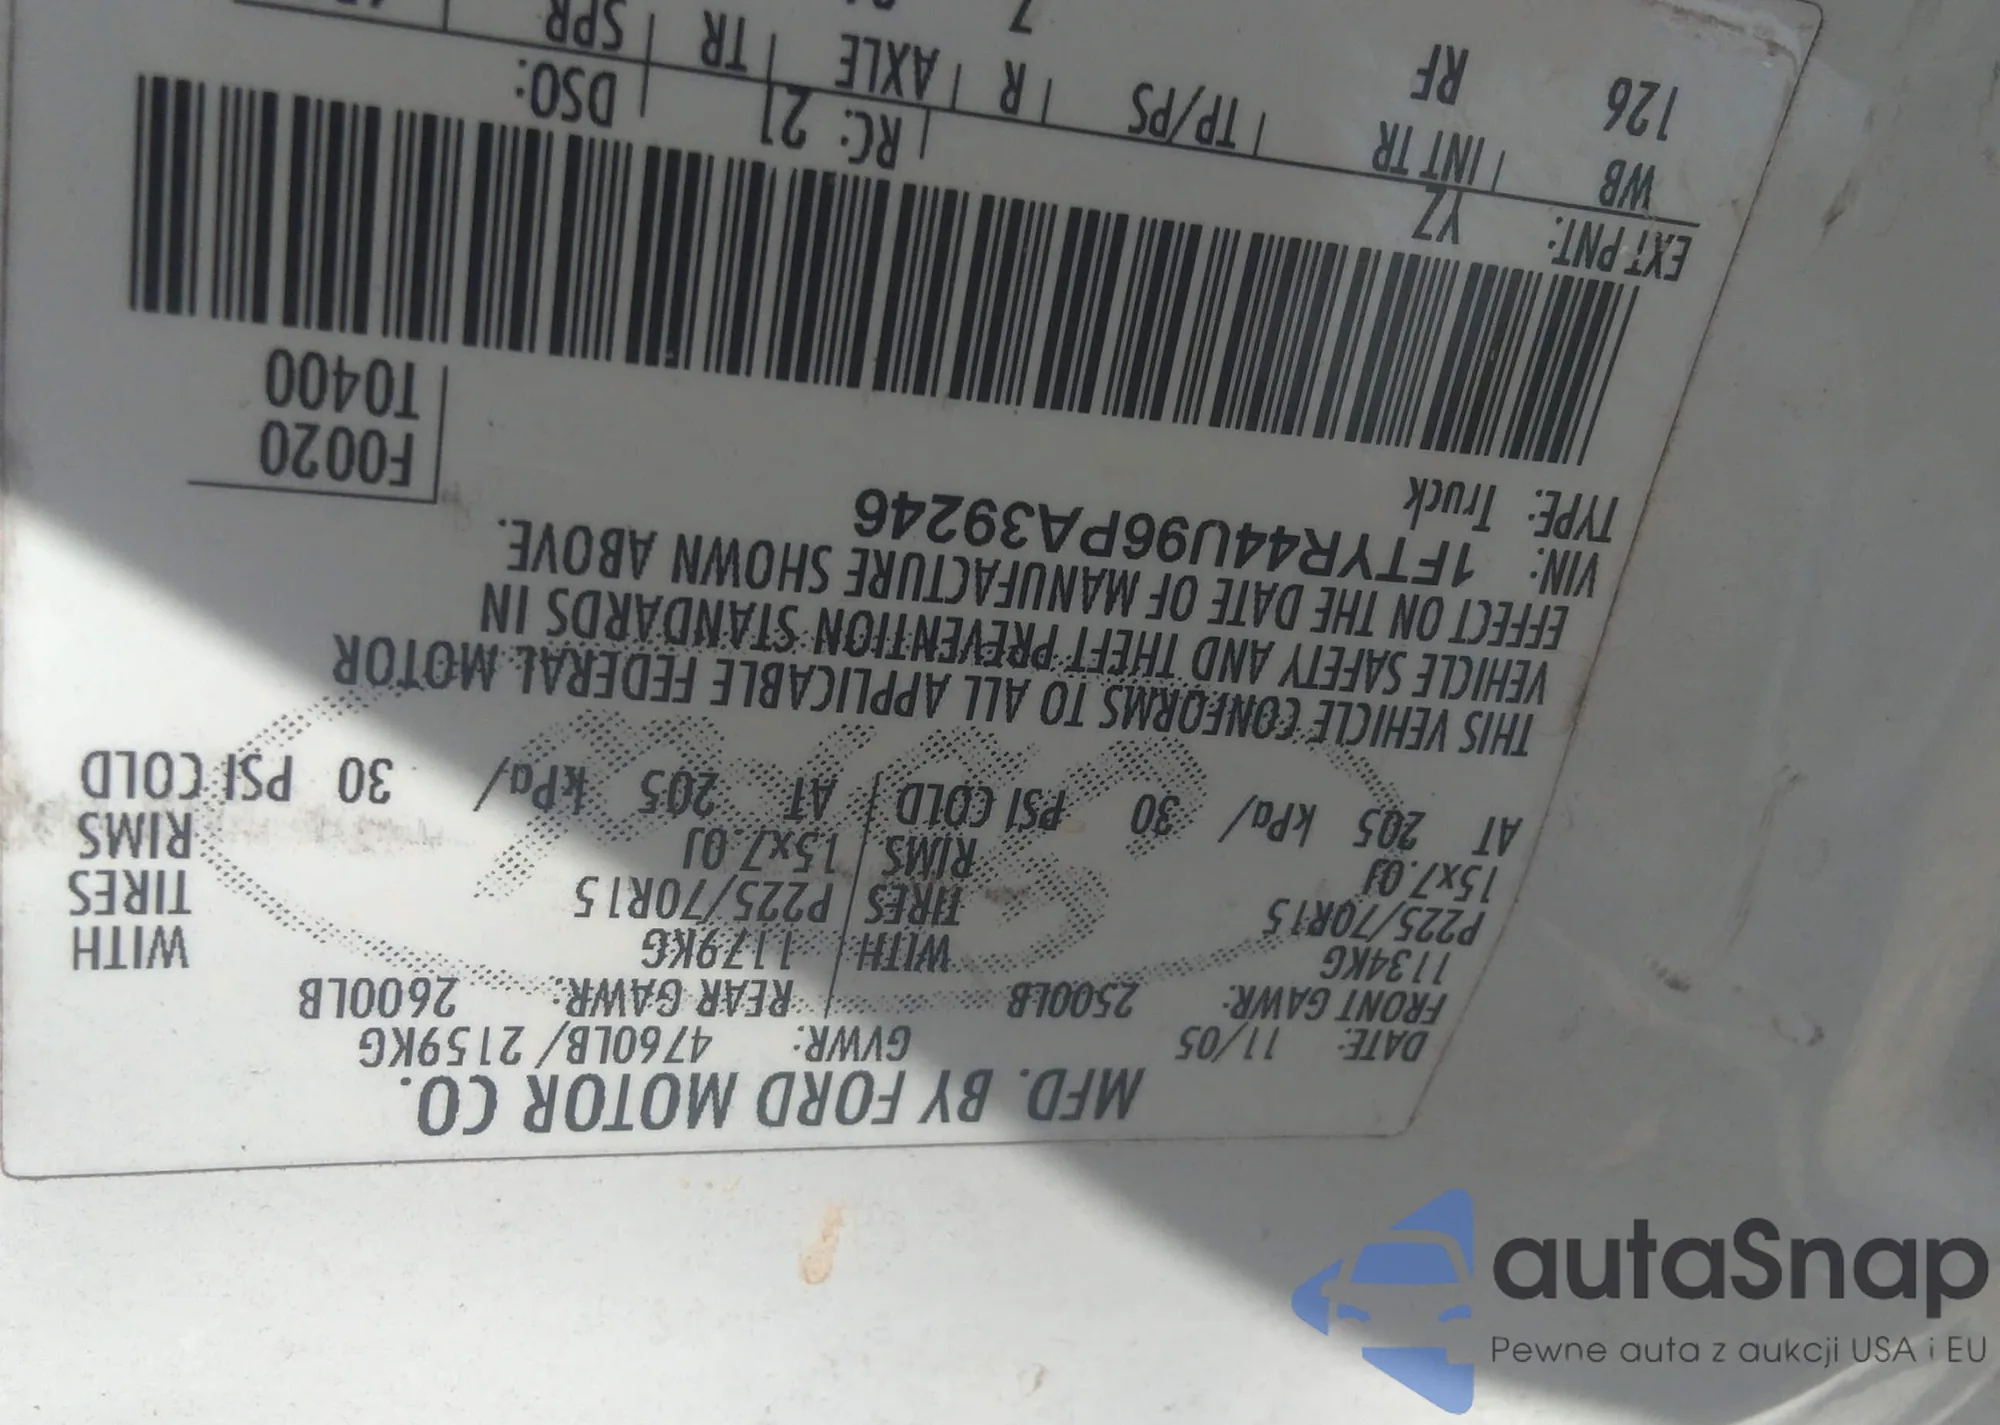 MFD. BY FORD MOTOR CO.
DATE: 11/05 GVWR: 4760LB/ 2159KG
FRONT GAWR: 2500LB REAR GAWR: 2600LB
1134KG WITH 1179KG WITH
P225/70R15 TIRES P225/70R15 TIRES
15x7.0J RIMS 15x7.0J RIMS
AT 205 kPa/ 30 PSI COLD AT 205 kPa/ 30 PSI COLD
THIS VEHICLE CONFORMS TO ALL APPLICABLE FEDERAL MOTOR
VEHICLE SAFETY AND THEFT PREVENTION STANDARDS IN
EFFECT ON THE DATE OF MANUFACTURE SHOWN ABOVE.
VIN: 1FTYR44U96PA39246
TYPE: Truck
F0020
T0400
EXT PNT: YZ RC: 21 DSO:
WB INT TR TP/PS R AXLE TR SPR
126 RF 7
autaSnap
Pewne auta z aukcji USA i EU